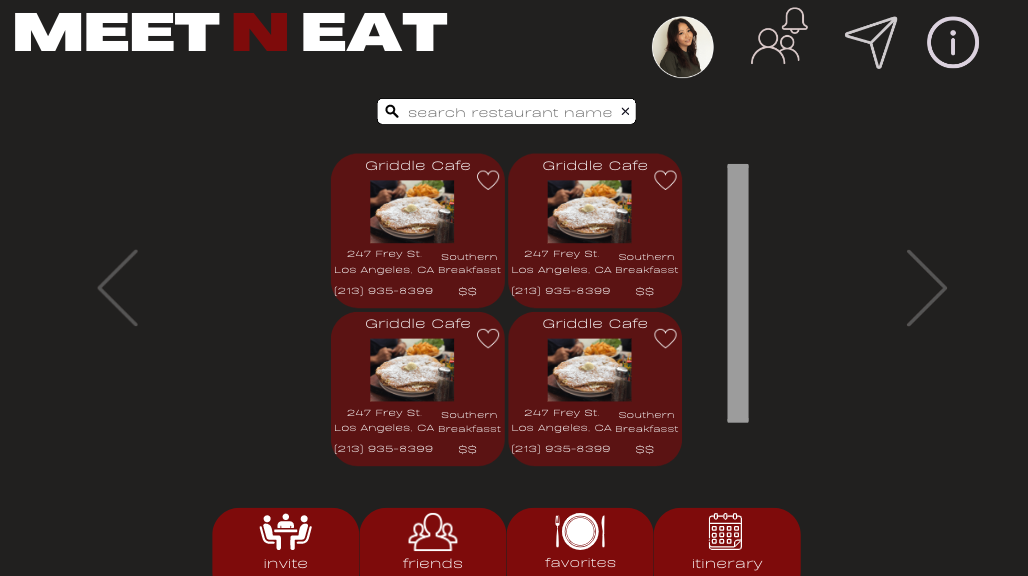 MEET N EAT
search restaurant name
Griddle Cafe
247 Frey St.
Los Angeles, CA
Southern
Breakfasst
(213) 935-8399
$$
Griddle Cafe
247 Frey St.
Los Angeles, CA
Southern
Breakfasst
(213) 935-8399
$$
Griddle Cafe
247 Frey St.
Los Angeles, CA
Southern
Breakfasst
(213) 935-8399
$$
Griddle Cafe
247 Frey St.
Los Angeles, CA
Southern
Breakfasst
(213) 935-8399
$$
invite
friends
favorites
itinerary